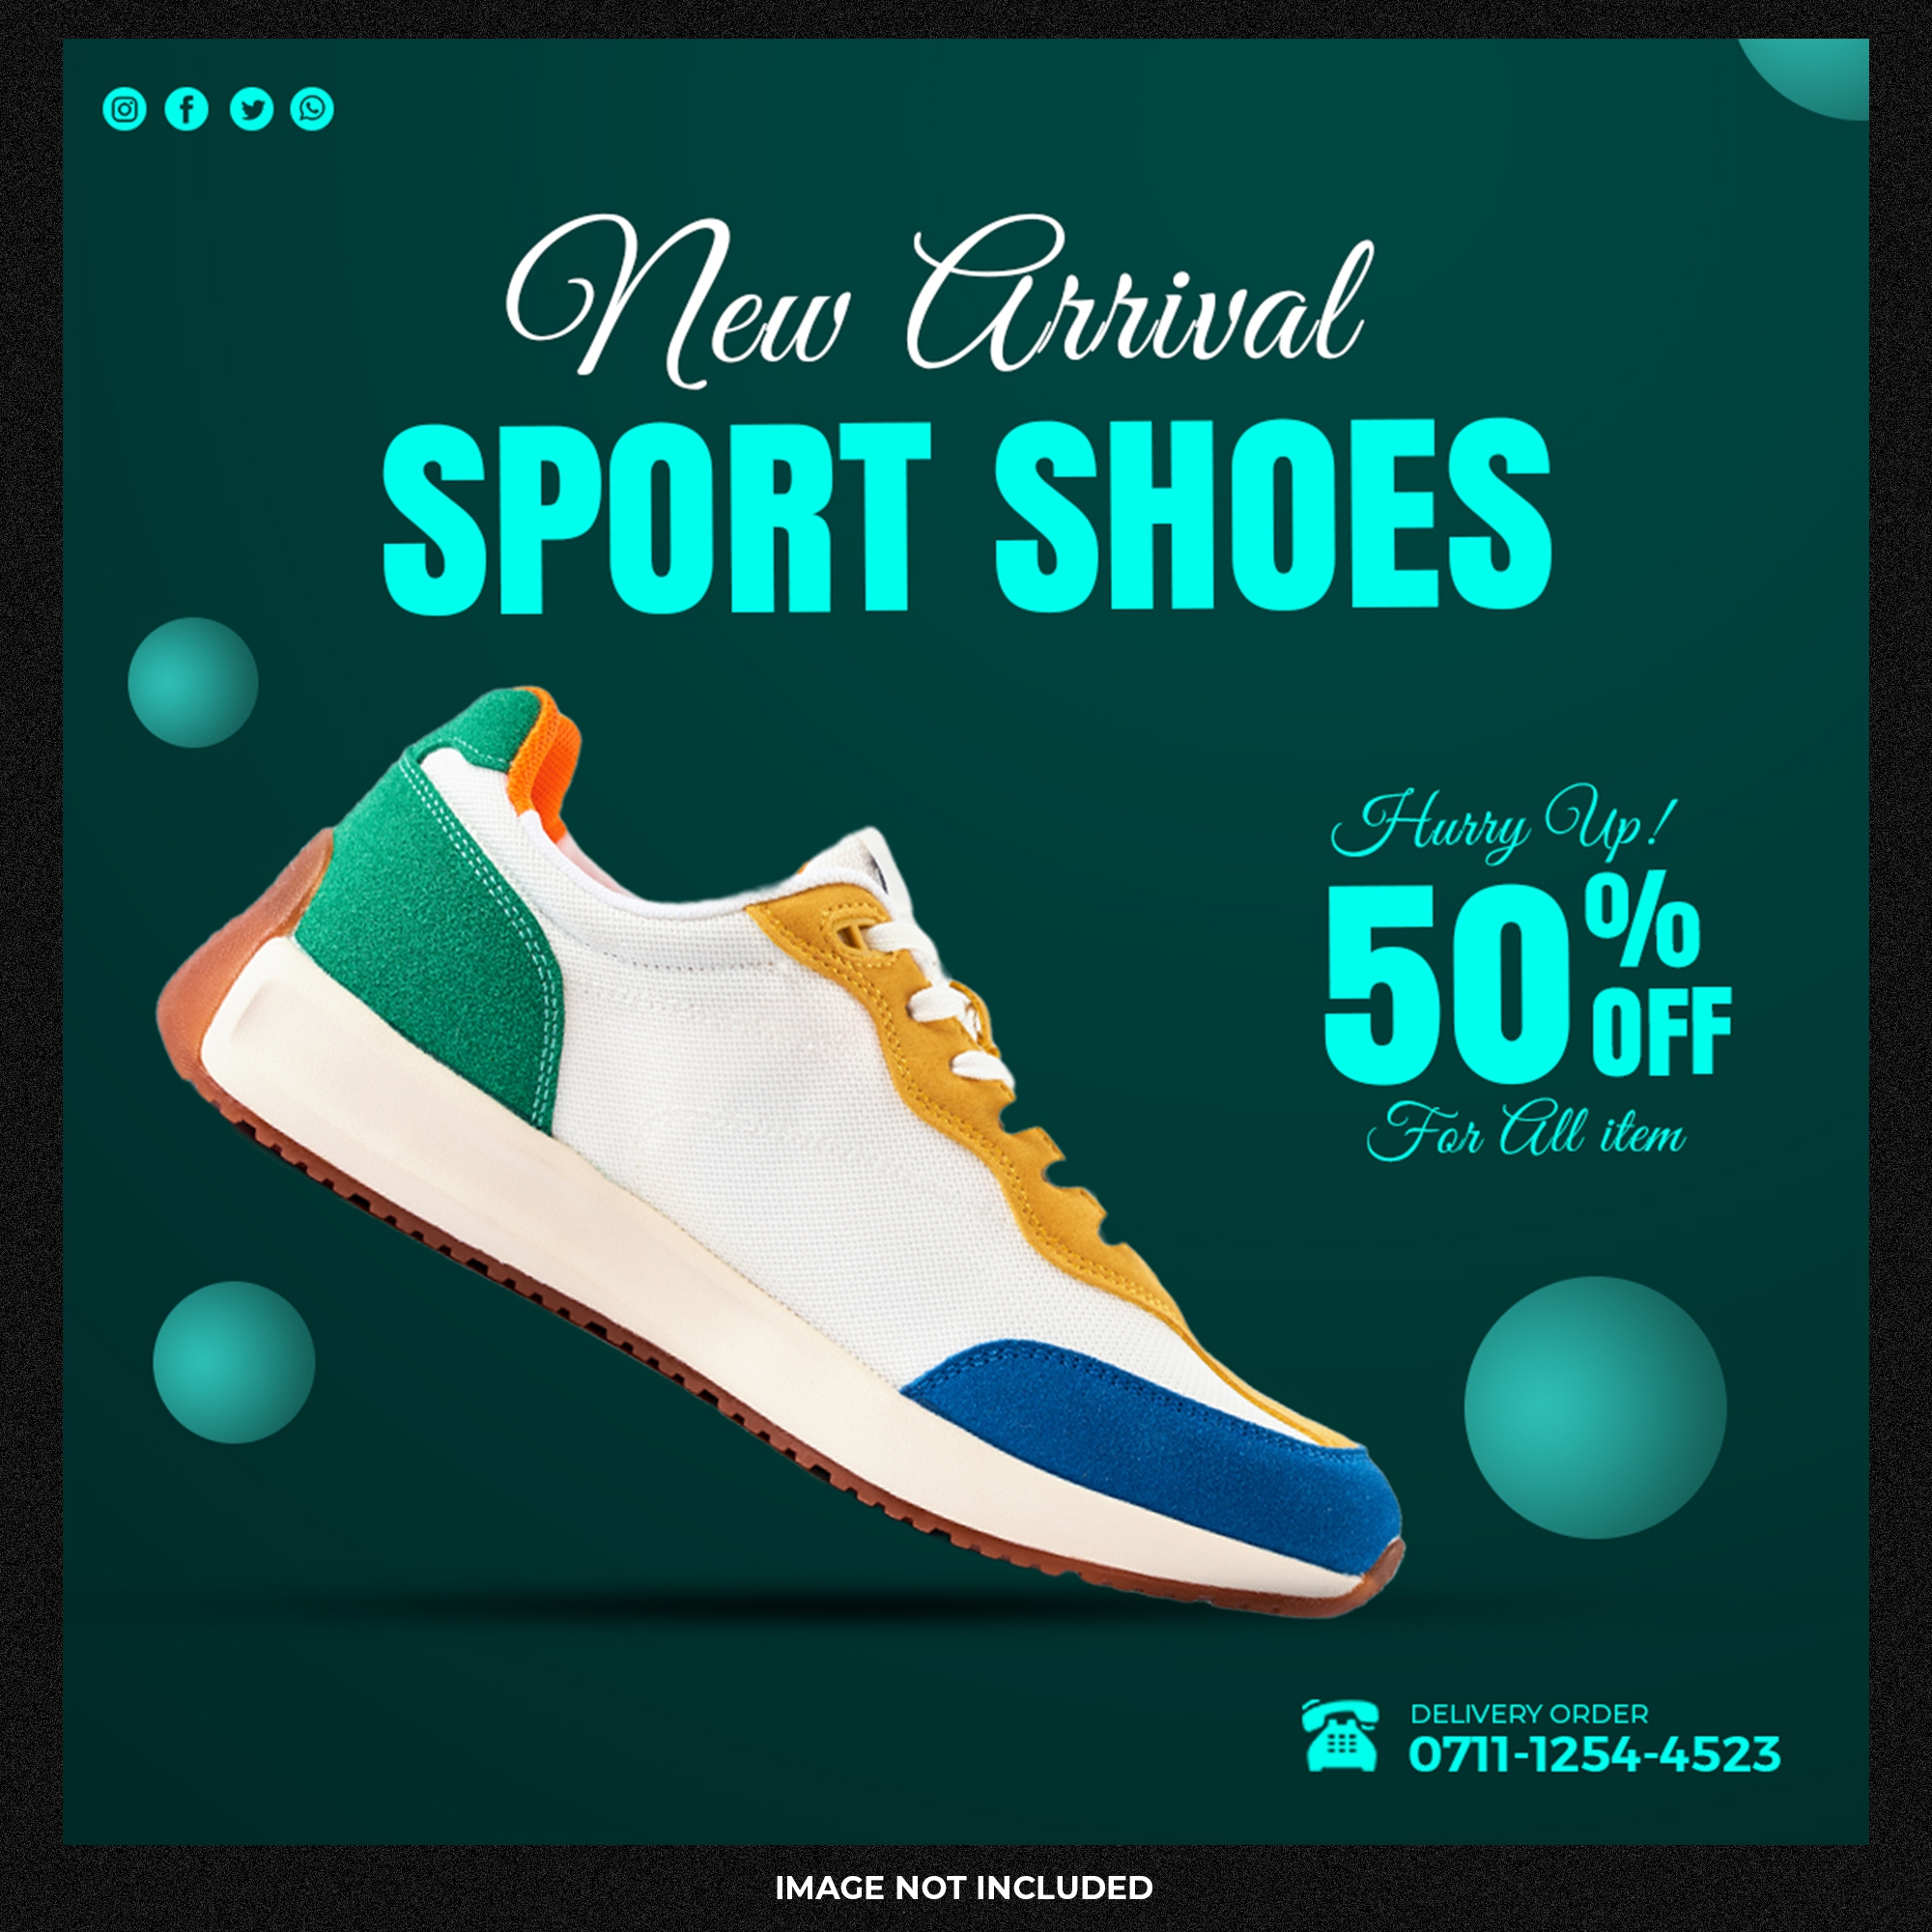 New Arrival
SPORT SHOES
Hurry Up!
50% OFF
For All item
DELIVERY ORDER
0711-1254-4523
IMAGE NOT INCLUDED